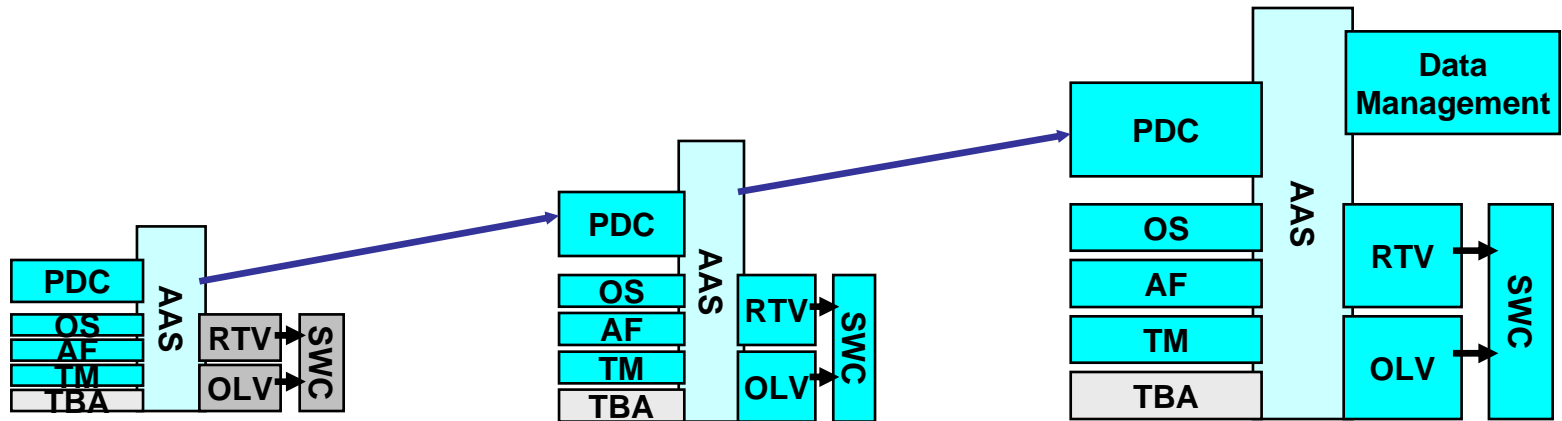 PDC
OS
AF
TM
TBA
AAS
RTV
OLV
SWC
PDC
OS
AF
TM
TBA
AAS
RTV
OLV
SWC
PDC
OS
AF
TM
TBA
AAS
Data
Management
RTV
OLV
SWC